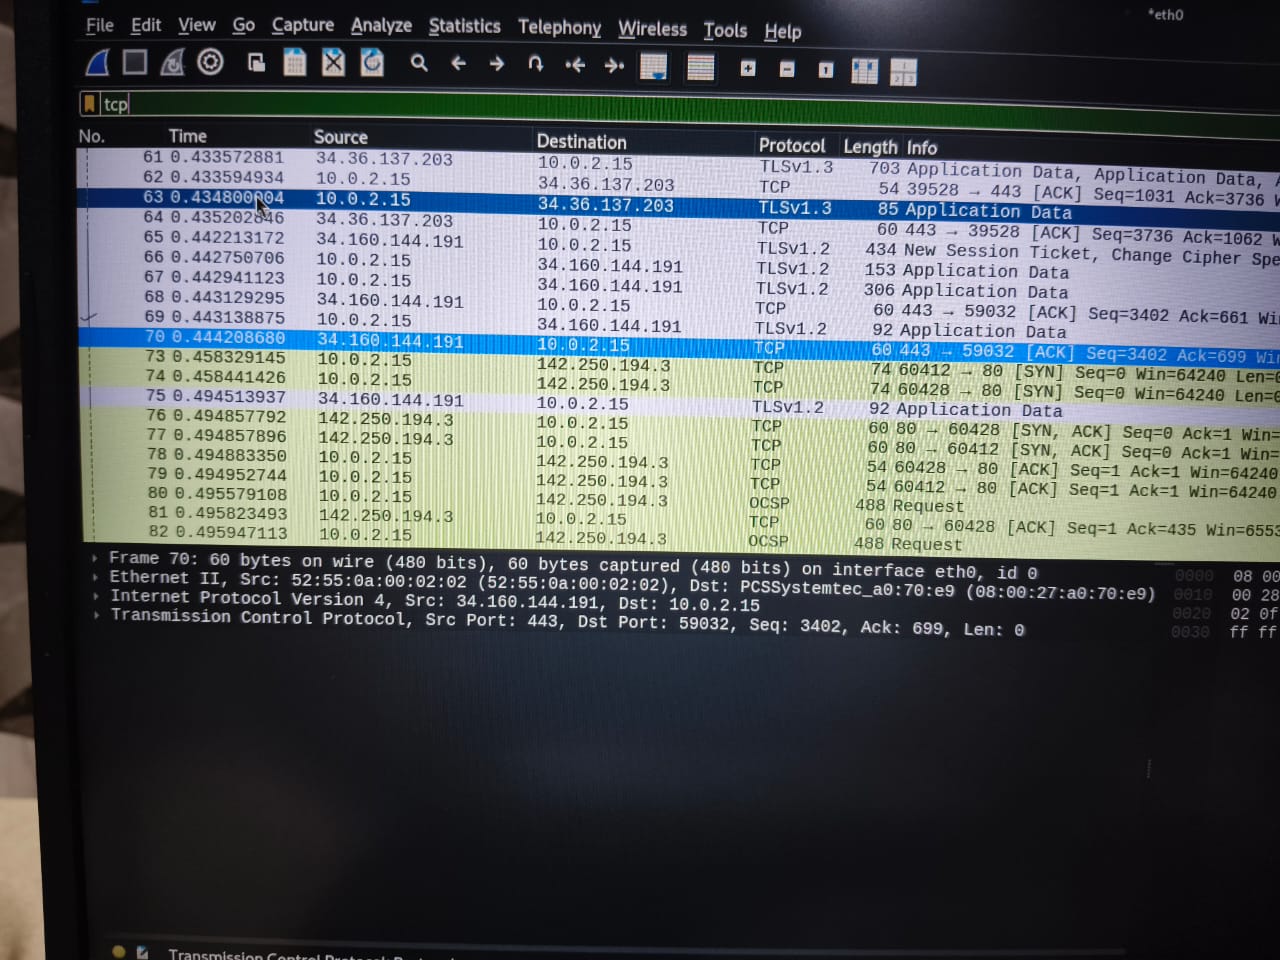 *eth0
File Edit View Go Capture Analyze Statistics Telephony Wireless Tools Help
tcp
No. Time Source Destination Protocol Length Info
61 0.433572881 34.36.137.203 10.0.2.15 TLSv1.3 703 Application Data, Application Data, A
62 0.433594934 10.0.2.15 34.36.137.203 TCP 54 39528 → 443 [ACK] Seq=1031 Ack=3736 W
63 0.434800004 10.0.2.15 34.36.137.203 TLSv1.3 85 Application Data
64 0.435202846 34.36.137.203 10.0.2.15 TCP 60 443 → 39528 [ACK] Seq=3736 Ack=1062 W
65 0.442213172 34.160.144.191 10.0.2.15 TLSv1.2 434 New Session Ticket, Change Cipher Spe
66 0.442750706 10.0.2.15 34.160.144.191 TLSv1.2 153 Application Data
67 0.442941123 10.0.2.15 34.160.144.191 TLSv1.2 306 Application Data
68 0.443129295 34.160.144.191 10.0.2.15 TCP 60 443 → 59032 [ACK] Seq=3402 Ack=661 Wi
69 0.443138875 10.0.2.15 34.160.144.191 TLSv1.2 92 Application Data
70 0.444208680 34.160.144.191 10.0.2.15 TCP 60 443 → 59032 [ACK] Seq=3402 Ack=699 Wi
73 0.458329145 10.0.2.15 142.250.194.3 TCP 74 60412 → 80 [SYN] Seq=0 Win=64240 Len=0
74 0.458441426 10.0.2.15 142.250.194.3 TCP 74 60428 → 80 [SYN] Seq=0 Win=64240 Len=0
75 0.494513937 34.160.144.191 10.0.2.15 TLSv1.2 92 Application Data
76 0.494857792 142.250.194.3 10.0.2.15 TCP 60 80 → 60428 [SYN, ACK] Seq=0 Ack=1 Win=
77 0.494857896 142.250.194.3 10.0.2.15 TCP 60 80 → 60412 [SYN, ACK] Seq=0 Ack=1 Win=
78 0.494883350 10.0.2.15 142.250.194.3 TCP 54 60428 → 80 [ACK] Seq=1 Ack=1 Win=64240
79 0.494952744 10.0.2.15 142.250.194.3 TCP 54 60412 → 80 [ACK] Seq=1 Ack=1 Win=64240
80 0.495579108 10.0.2.15 142.250.194.3 OCSP 488 Request
81 0.495823493 142.250.194.3 10.0.2.15 TCP 60 80 → 60428 [ACK] Seq=1 Ack=435 Win=6553
82 0.495947113 10.0.2.15 142.250.194.3 OCSP 488 Request
Frame 70: 60 bytes on wire (480 bits), 60 bytes captured (480 bits) on interface eth0, id 0
Ethernet II, Src: 52:55:0a:00:02:02 (52:55:0a:00:02:02), Dst: PCSSystemtec_a0:70:e9 (08:00:27:a0:70:e9)
Internet Protocol Version 4, Src: 34.160.144.191, Dst: 10.0.2.15
Transmission Control Protocol, Src Port: 443, Dst Port: 59032, Seq: 3402, Ack: 699, Len: 0
0000 08 00
0010 00 28
0020 02 0f
0030 ff ff
Transmission Control Protocol